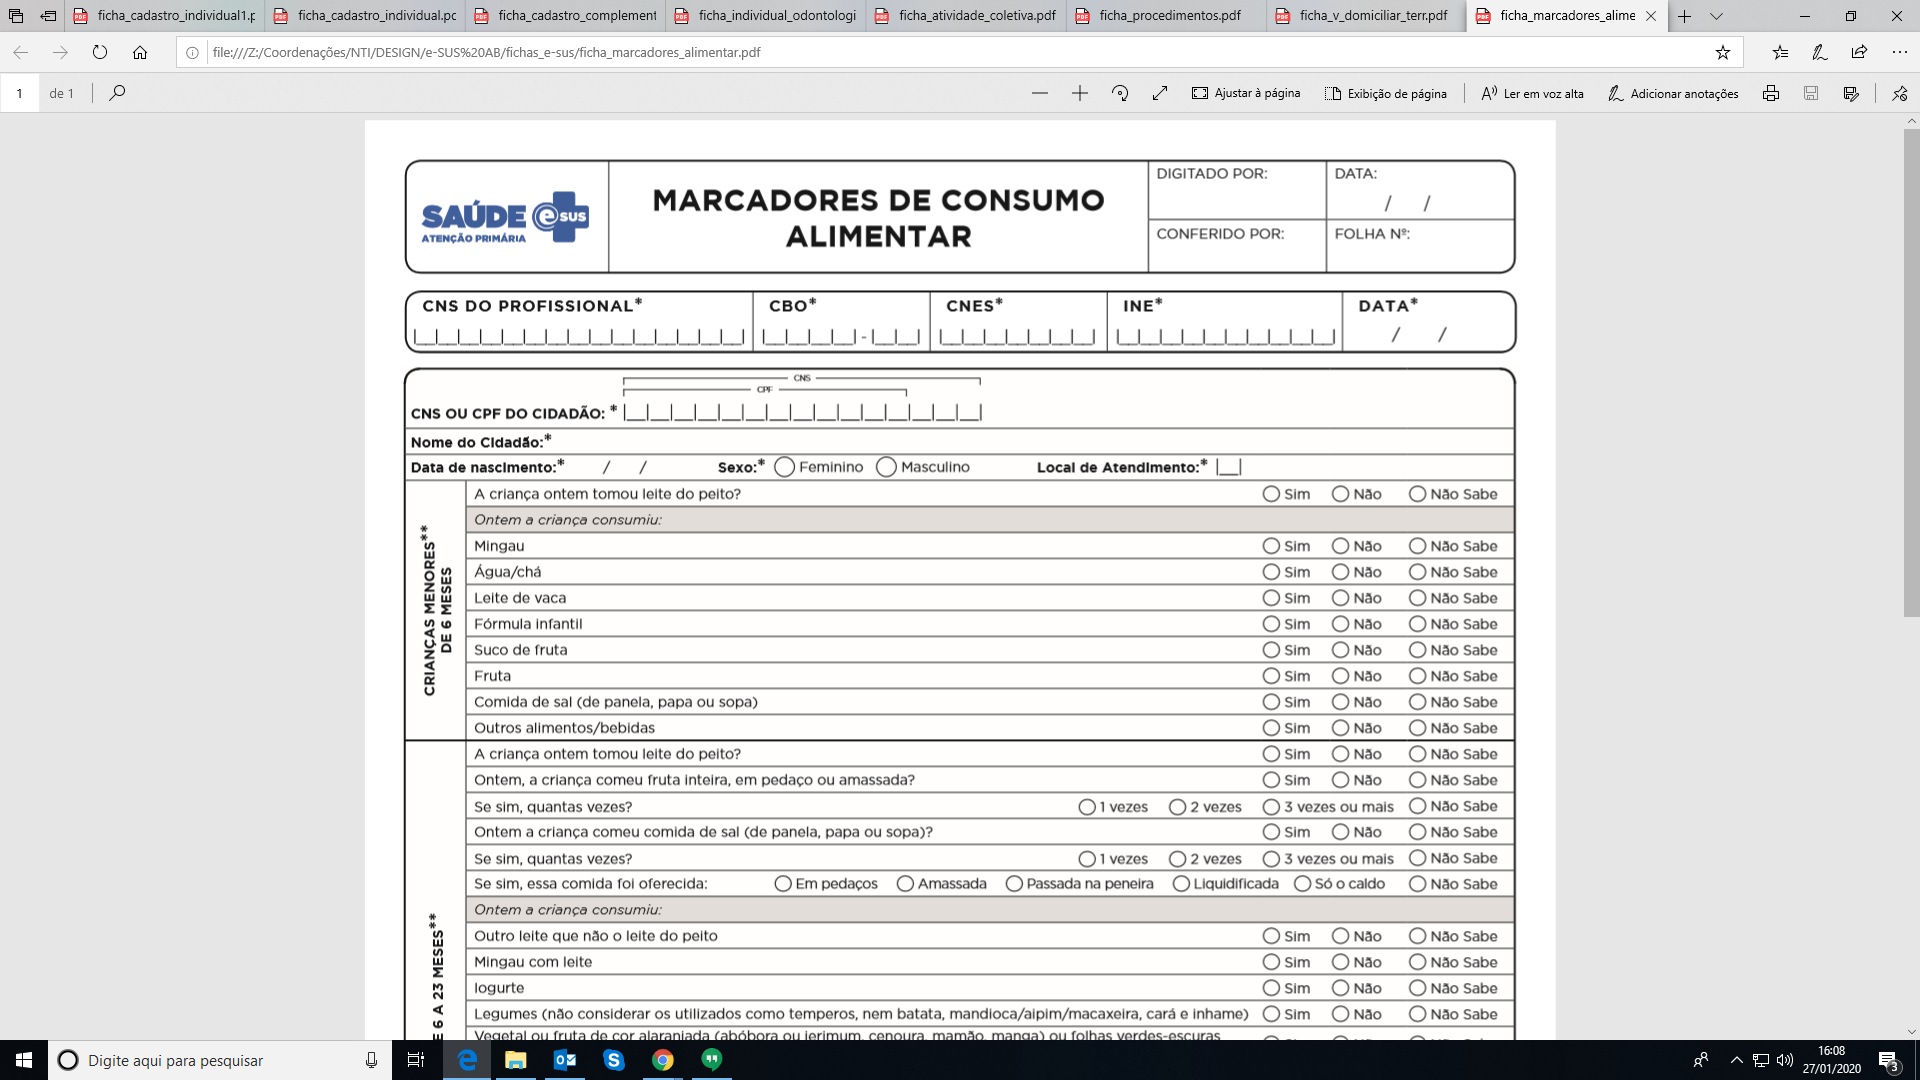 ficha_cadastro_individual1.p
ficha_cadastro_individual.pc
ficha_cadastro_complement
ficha_individual_odontologi
ficha_atividade_coletiva.pdf
ficha_procedimentos.pdf
ficha_v_domiciliar_terr.pdf
ficha_marcadores_alime
file:///Z:/Coordenações/NTI/DESIGN/e-SUS%20AB/fichas_e-sus/ficha_marcadores_alimentar.pdf
1 de 1
Ajustar à página
Exibição de página
Ler em voz alta
Adicionar anotações
SAÚDE e SUS
ATENÇÃO PRIMÁRIA
MARCADORES DE CONSUMO
ALIMENTAR
DIGITADO POR:
DATA:
/ /
CONFERIDO POR:
FOLHA Nº:
CNS DO PROFISSIONAL*
CBO*
CNES*
INE*
DATA*
-
/ /
CNS
CPF
CNS OU CPF DO CIDADÃO: *
Nome do Cidadão:*
Data de nascimento:* / / Sexo:* Feminino Masculino Local de Atendimento:*
CRIANÇAS MENORES**
DE 6 MESES
A criança ontem tomou leite do peito? Sim Não Não Sabe
Ontem a criança consumiu:
Mingau Sim Não Não Sabe
Água/chá Sim Não Não Sabe
Leite de vaca Sim Não Não Sabe
Fórmula infantil Sim Não Não Sabe
Suco de fruta Sim Não Não Sabe
Fruta Sim Não Não Sabe
Comida de sal (de panela, papa ou sopa) Sim Não Não Sabe
Outros alimentos/bebidas Sim Não Não Sabe
E 6 A 23 MESES**
A criança ontem tomou leite do peito? Sim Não Não Sabe
Ontem, a criança comeu fruta inteira, em pedaço ou amassada? Sim Não Não Sabe
Se sim, quantas vezes? 1 vezes 2 vezes 3 vezes ou mais Não Sabe
Ontem a criança comeu comida de sal (de panela, papa ou sopa)? Sim Não Não Sabe
Se sim, quantas vezes? 1 vezes 2 vezes 3 vezes ou mais Não Sabe
Se sim, essa comida foi oferecida: Em pedaços Amassada Passada na peneira Liquidificada Só o caldo Não Sabe
Ontem a criança consumiu:
Outro leite que não o leite do peito Sim Não Não Sabe
Mingau com leite Sim Não Não Sabe
Iogurte Sim Não Não Sabe
Legumes (não considerar os utilizados como temperos, nem batata, mandioca/aipim/macaxeira, cará e inhame) Sim Não Não Sabe
Vegetal ou fruta de cor alaranjada (abóbora ou jerimum, cenoura, mamão, manga) ou folhas verdes-escuras
Digite aqui para pesquisar
16:08
27/01/2020
3